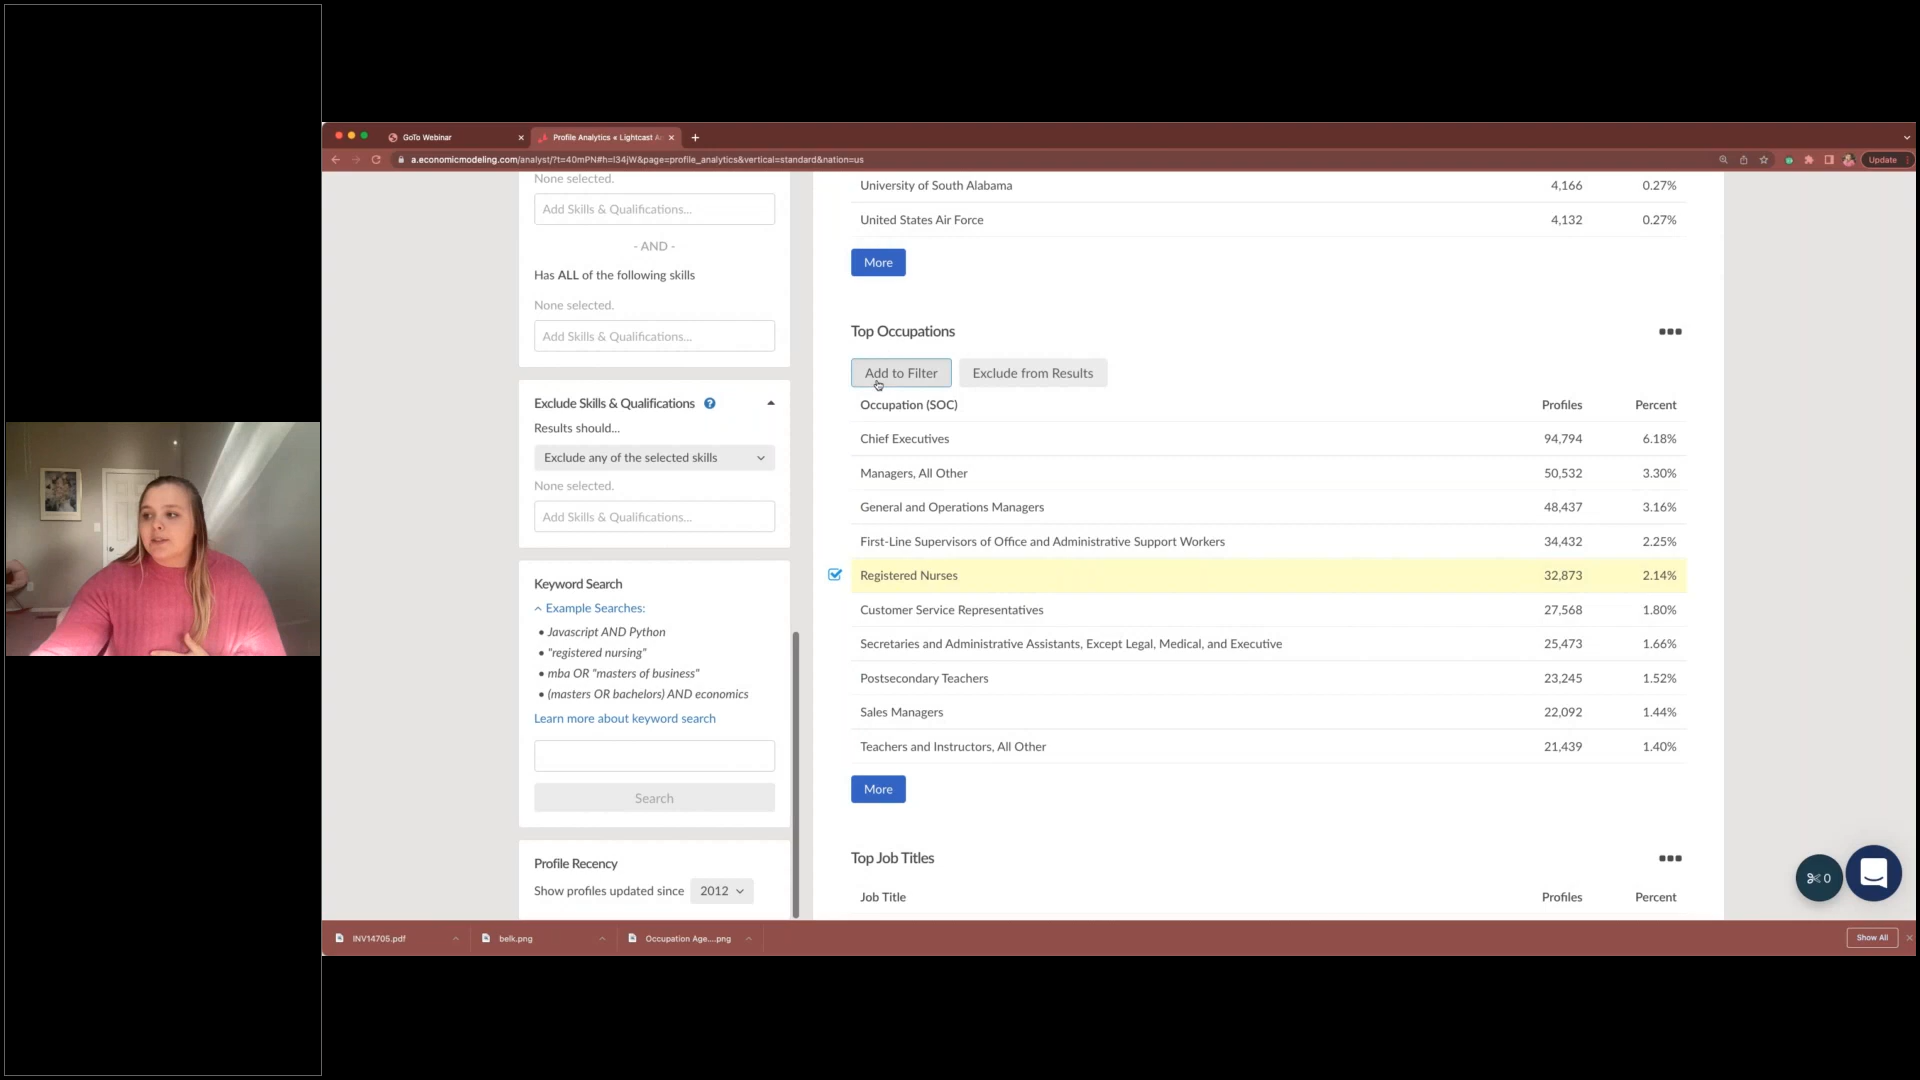 GoTo Webinar
Profile Analytics « Lightcast A
a.economicmodeling.com/analyst/?t=40mPN#h=l34jW&page=profile_analytics&vertical=standard&nation=us
Update
None selected.
Add Skills & Qualifications...
- AND -
Has ALL of the following skills
None selected.
Add Skills & Qualifications...
Exclude Skills & Qualifications ?
Results should...
Exclude any of the selected skills
None selected.
Add Skills & Qualifications...
Keyword Search
Example Searches:
• Javascript AND Python
• "registered nursing"
• mba OR "masters of business"
• (masters OR bachelors) AND economics
Learn more about keyword search
Search
Profile Recency
Show profiles updated since 2012
University of South Alabama 4,166 0.27%
United States Air Force 4,132 0.27%
More
Top Occupations
Add to Filter Exclude from Results
Occupation (SOC) Profiles Percent
Chief Executives 94,794 6.18%
Managers, All Other 50,532 3.30%
General and Operations Managers 48,437 3.16%
First-Line Supervisors of Office and Administrative Support Workers 34,432 2.25%
Registered Nurses 32,873 2.14%
Customer Service Representatives 27,568 1.80%
Secretaries and Administrative Assistants, Except Legal, Medical, and Executive 25,473 1.66%
Postsecondary Teachers 23,245 1.52%
Sales Managers 22,092 1.44%
Teachers and Instructors, All Other 21,439 1.40%
More
Top Job Titles
Job Title Profiles Percent
0
INV14705.pdf
belk.png
Occupation Age....png
Show All